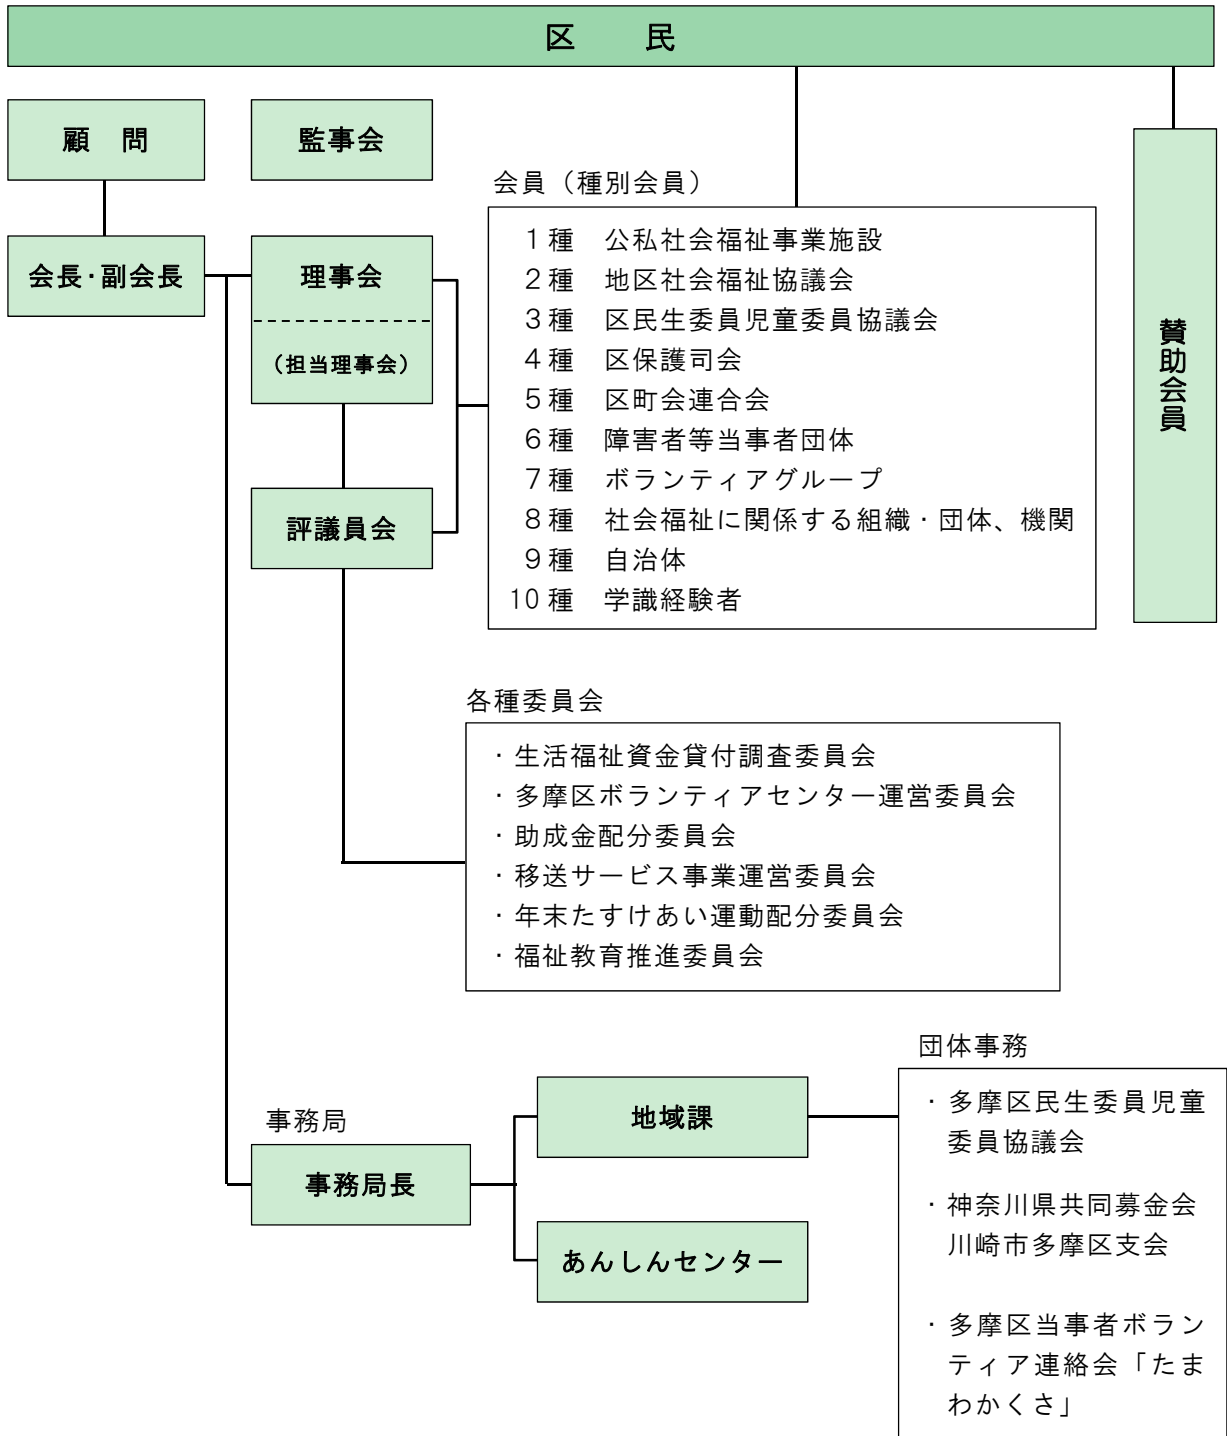 区　民
顧　問
監事会
会員（種別会員）
会長・副会長
理事会
（担当理事会）
評議員会
1種　公私社会福祉事業施設
2種　地区社会福祉協議会
3種　区民生委員児童委員協議会
4種　区保護司会
5種　区町会連合会
6種　障害者等当事者団体
7種　ボランティアグループ
8種　社会福祉に関係する組織・団体、機関
9種　自治体
10種　学識経験者
賛助会員
各種委員会
・生活福祉資金貸付調査委員会
・多摩区ボランティアセンター運営委員会
・助成金配分委員会
・移送サービス事業運営委員会
・年末たすけあい運動配分委員会
・福祉教育推進委員会
事務局
事務局長
地域課
あんしんセンター
団体事務
・多摩区民生委員児童
委員協議会
・神奈川県共同募金会
川崎市多摩区支会
・多摩区当事者ボラン
ティア連絡会「たま
わかくさ」